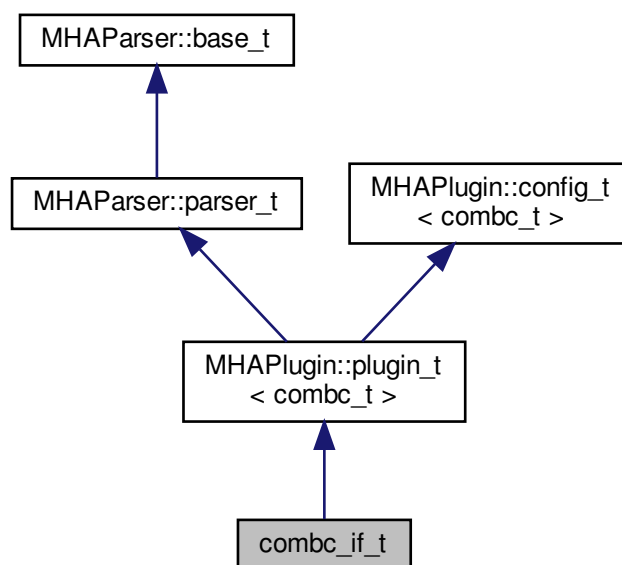 MHAParser::base_t
MHAParser::parser_t
MHAPlugin::config_t
< combc_t >
MHAPlugin::plugin_t
< combc_t >
combc_if_t